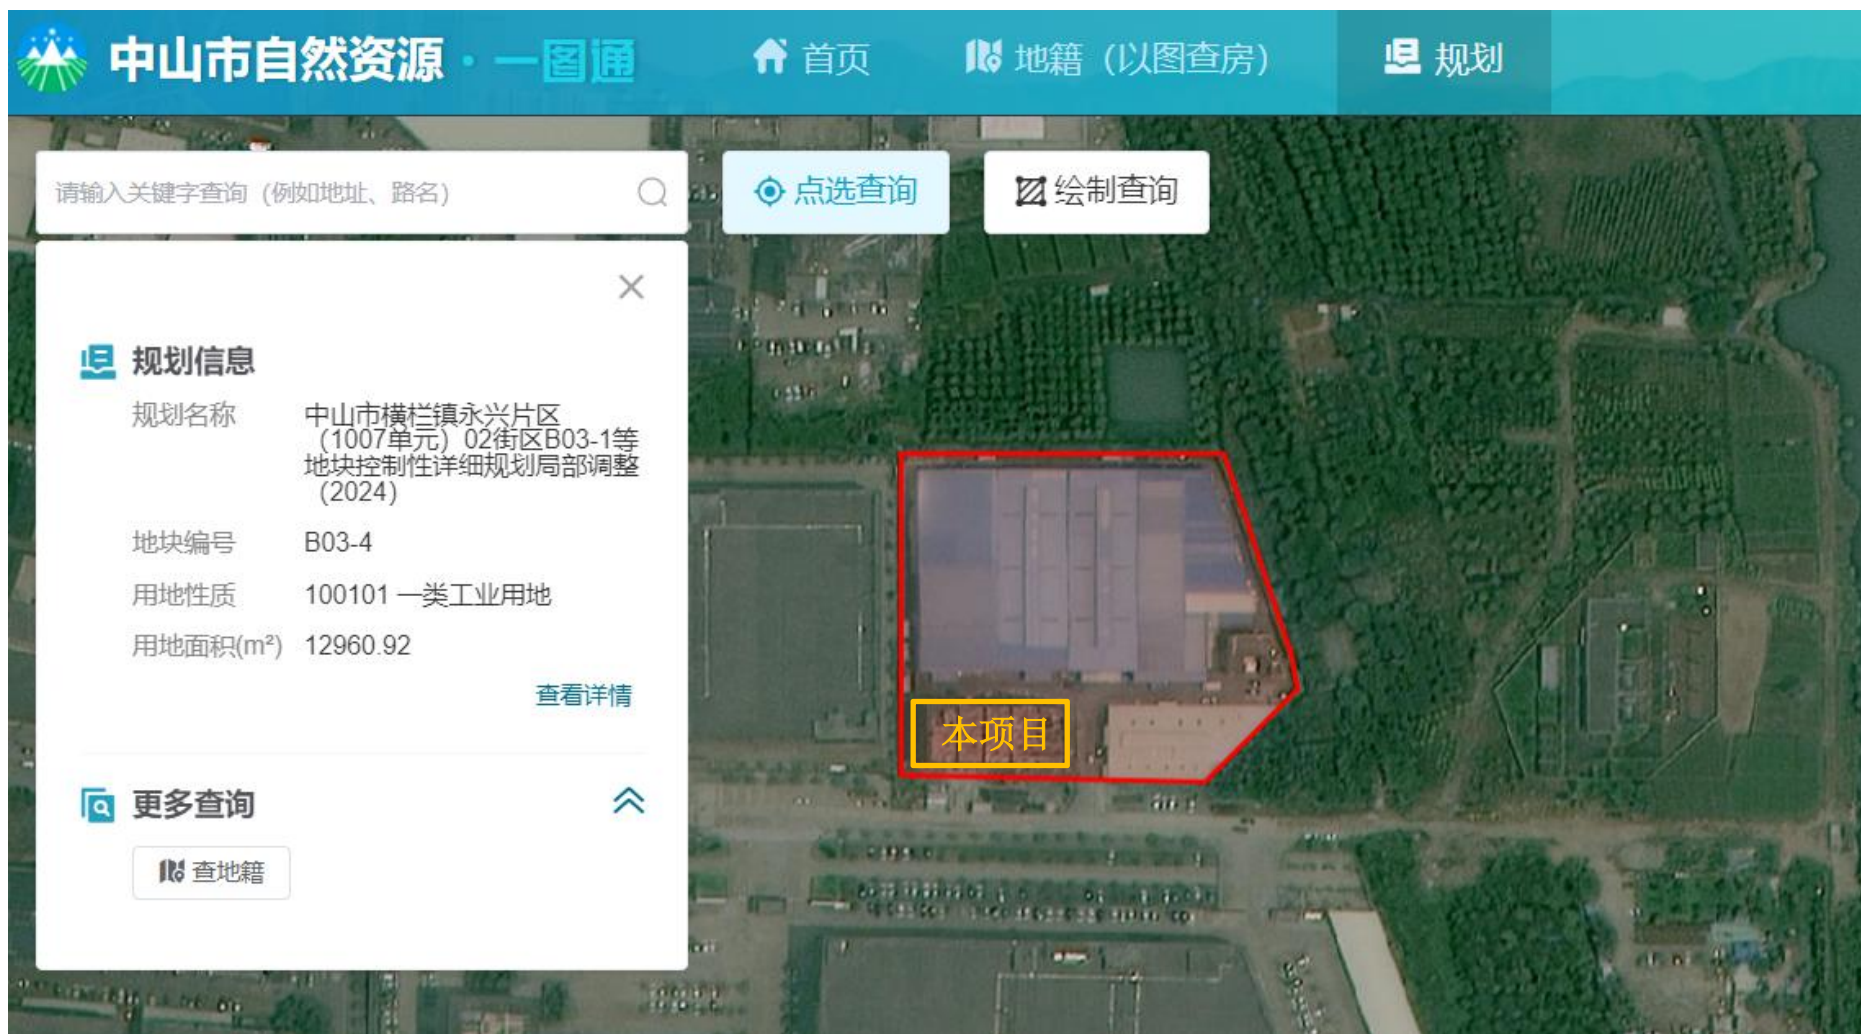 中山市自然资源·一图通
首页
地籍（以图查房）
规划
请输入关键字查询（例如地址、路名）
点选查询
绘制查询
规划信息
规划名称
中山市横栏镇永兴片区
（1007单元）02街区B03-1等
地块控制性详细规划局部调整
（2024）
地块编号
B03-4
用地性质
100101 一类工业用地
用地面积(m²)
12960.92
查看详情
更多查询
查地籍
本项目